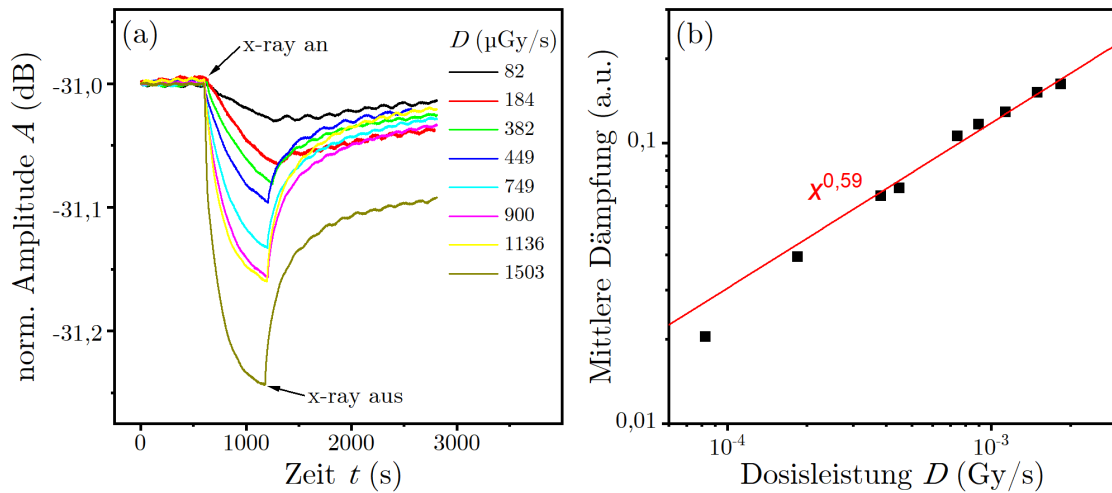 (a)
x-ray an
D (µGy/s)
82
184
382
449
749
900
1136
1503
x-ray aus
norm. Amplitude A (dB)
-31,0
-31,1
-31,2
0
1000
2000
3000
Zeit t (s)
(b)
x^0,59
Mittlere Dämpfung (a.u.)
0,1
0,01
10^-4
10^-3
Dosisleistung D (Gy/s)